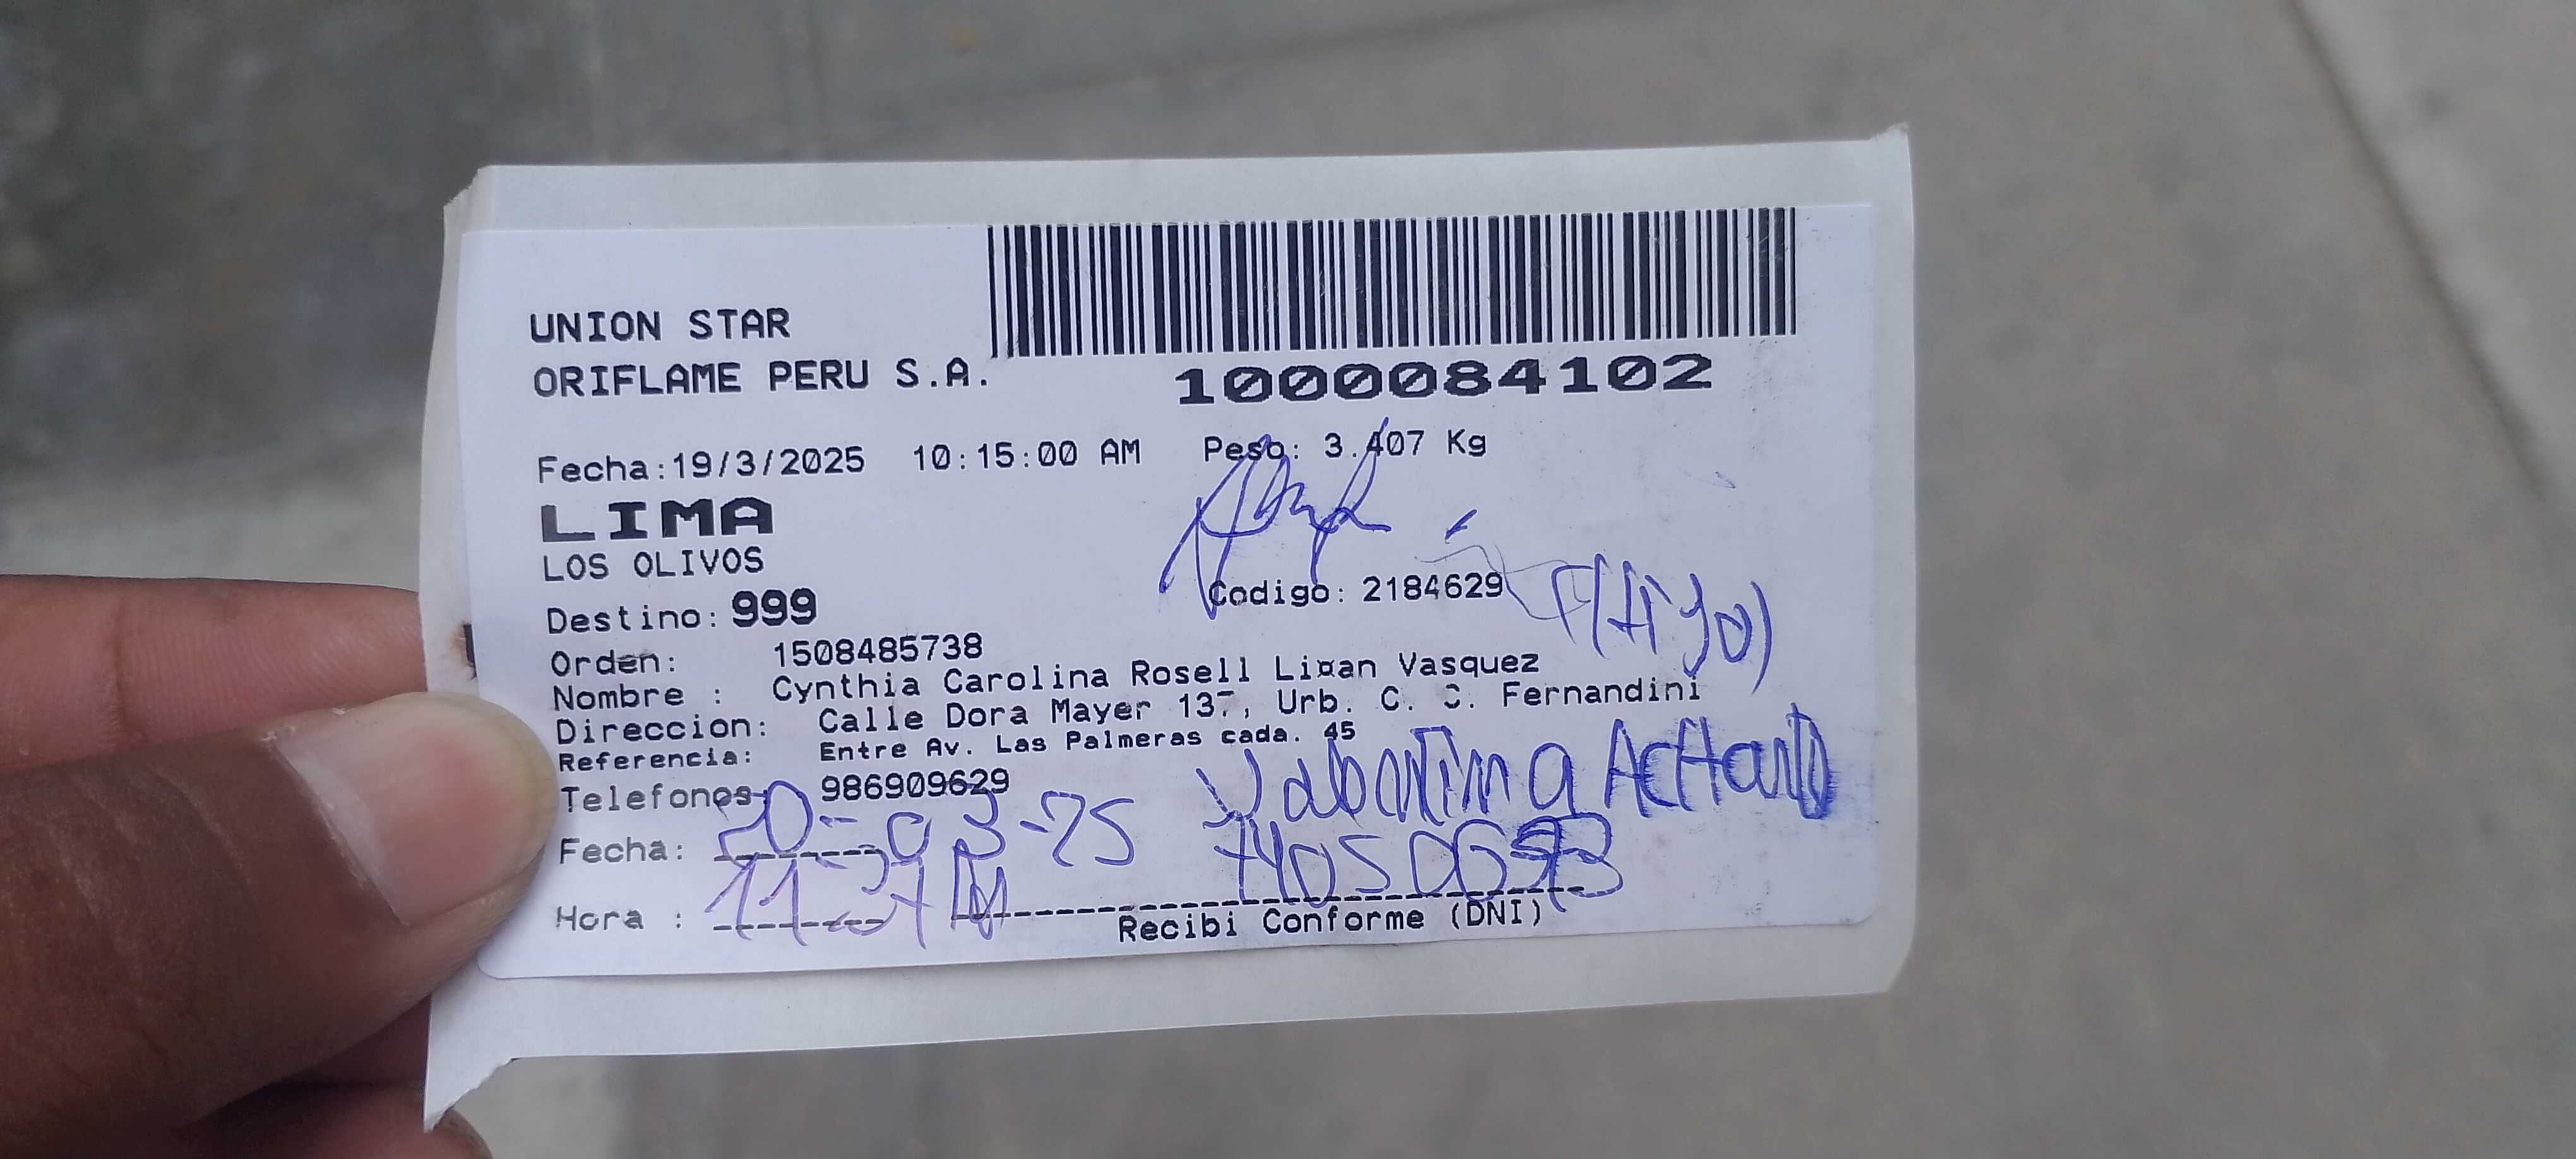 UNION STAR
ORIFLAME PERU S.A.
1000084102
Fecha:19/3/2025 10:15:00 AM Peso: 3.407 Kg
LIMA
LOS OLIVOS
Destino: 999 Codigo: 2184629
(Hijo)
Orden: 1508485738
Nombre : Cynthia Carolina Rosell Vasquez
Direccion: Calle Dora Mayer Urb. C. C. Fernandini
Referencia: Entre Av. Las Palmeras cada. 45
Telefonos: 986909629
Fecha: 20-03-25
Hora :
Recibi Conforme (DNI)